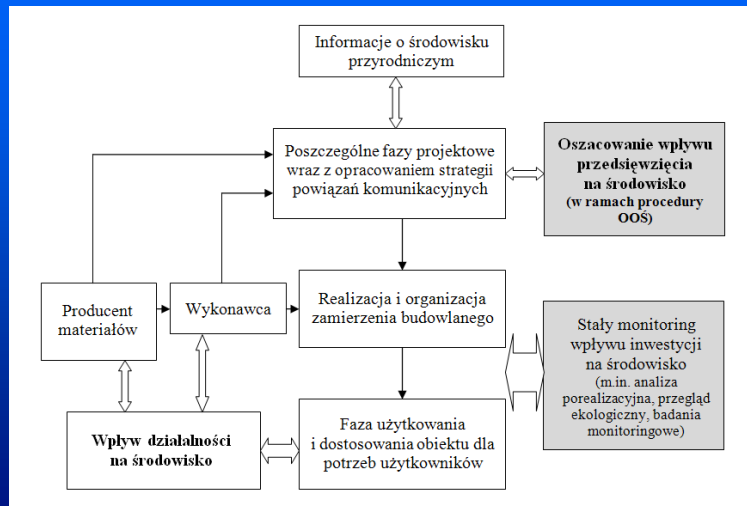 Informacje o środowisku
przyrodniczym
Poszczególne fazy projektowe
wraz z opracowaniem strategii
powiązań komunikacyjnych
Oszacowanie wpływu
przedsięwzięcia
na środowisko
(w ramach procedury
OOŚ)
Producent
materiałów
Wykonawca
Realizacja i organizacja
zamierzenia budowlanego
Stały monitoring
wpływu inwestycji
na środowisko
(m.in. analiza
porealizacyjna, przegląd
ekologiczny, badania
monitoringowe)
Wpływ działalności
na środowisko
Faza użytkowania
i dostosowania obiektu dla
potrzeb użytkowników